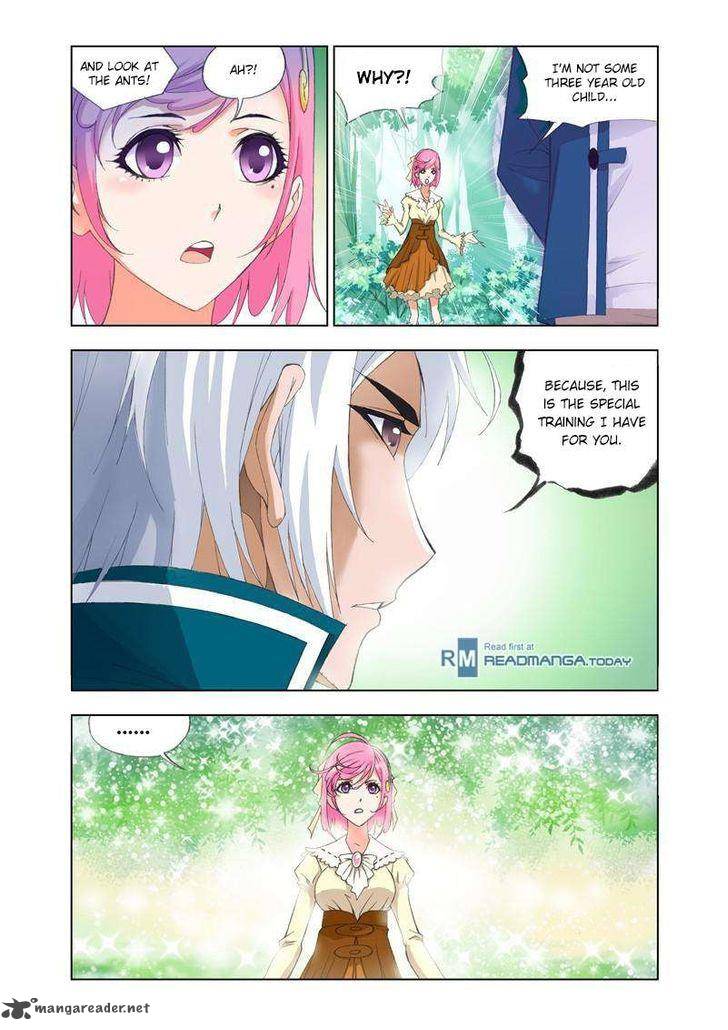 AND LOOK AT
THE ANTS!
AH?!
WHY?!
I'M NOT SOME
THREE YEAR OLD
CHILD...
BECAUSE, THIS
IS THE SPECIAL
TRAINING I HAVE
FOR YOU.
RM
Read first at
READMANGA.TODAY
......
mangareader.net